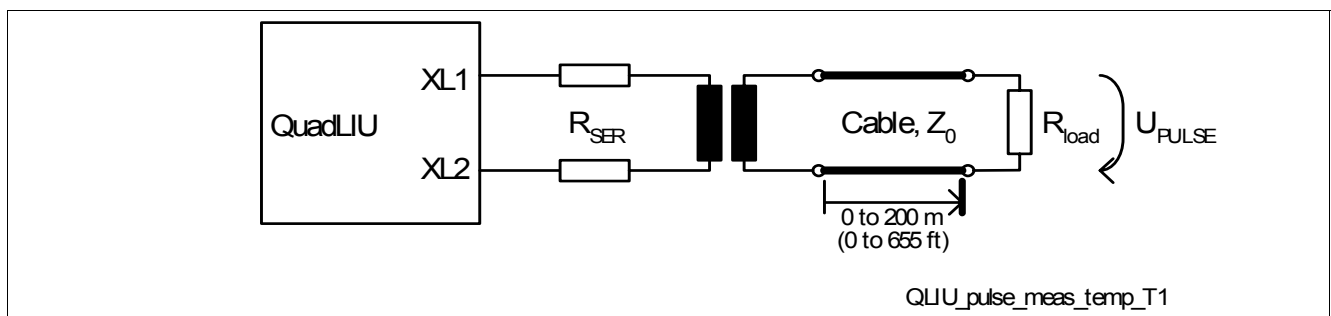 XL1
QuadLIU
XL2
R_SER
Cable, Z_0
R_load
U_PULSE
0 to 200 m
(0 to 655 ft)
QLIU_pulse_meas_temp_T1